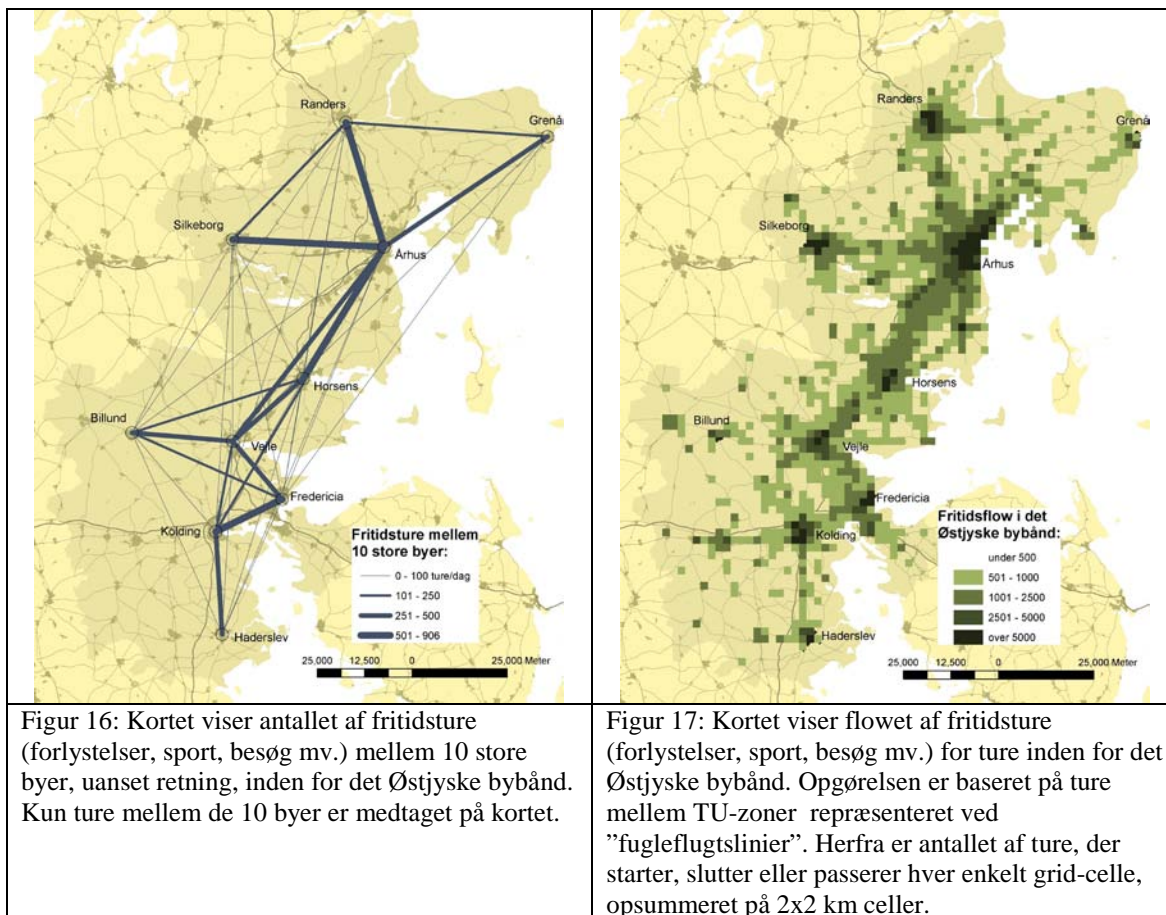 Randers
Grenå
Silkeborg
Århus
Horsens
Billund
Vejle
Fredericia
Kolding
Haderslev
Fritidsture mellem
10 store byer:
0 - 100 ture/dag
101 - 250
251 - 500
501 - 906
25,000 12,500 0 25,000 Meter
Figur 16: Kortet viser antallet af fritidsture
(forlystelser, sport, besøg mv.) mellem 10 store
byer, uanset retning, inden for det Østjyske bybånd.
Kun ture mellem de 10 byer er medtaget på kortet.
Randers
Grenå
Silkeborg
Århus
Horsens
Billund
Vejle
Fredericia
Kolding
Haderslev
Fritidsflow i det
Østjyske bybånd:
under 500
501 - 1000
1001 - 2500
2501 - 5000
over 5000
25,000 12,500 0 25,000 Meter
Figur 17: Kortet viser flowet af fritidsture
(forlystelser, sport, besøg mv.) for ture inden for det
Østjyske bybånd. Opgørelsen er baseret på ture
mellem TU-zoner repræsenteret ved
”fugleflugtslinier”. Herfra er antallet af ture, der
starter, slutter eller passerer hver enkelt grid-celle,
opsummeret på 2x2 km celler.